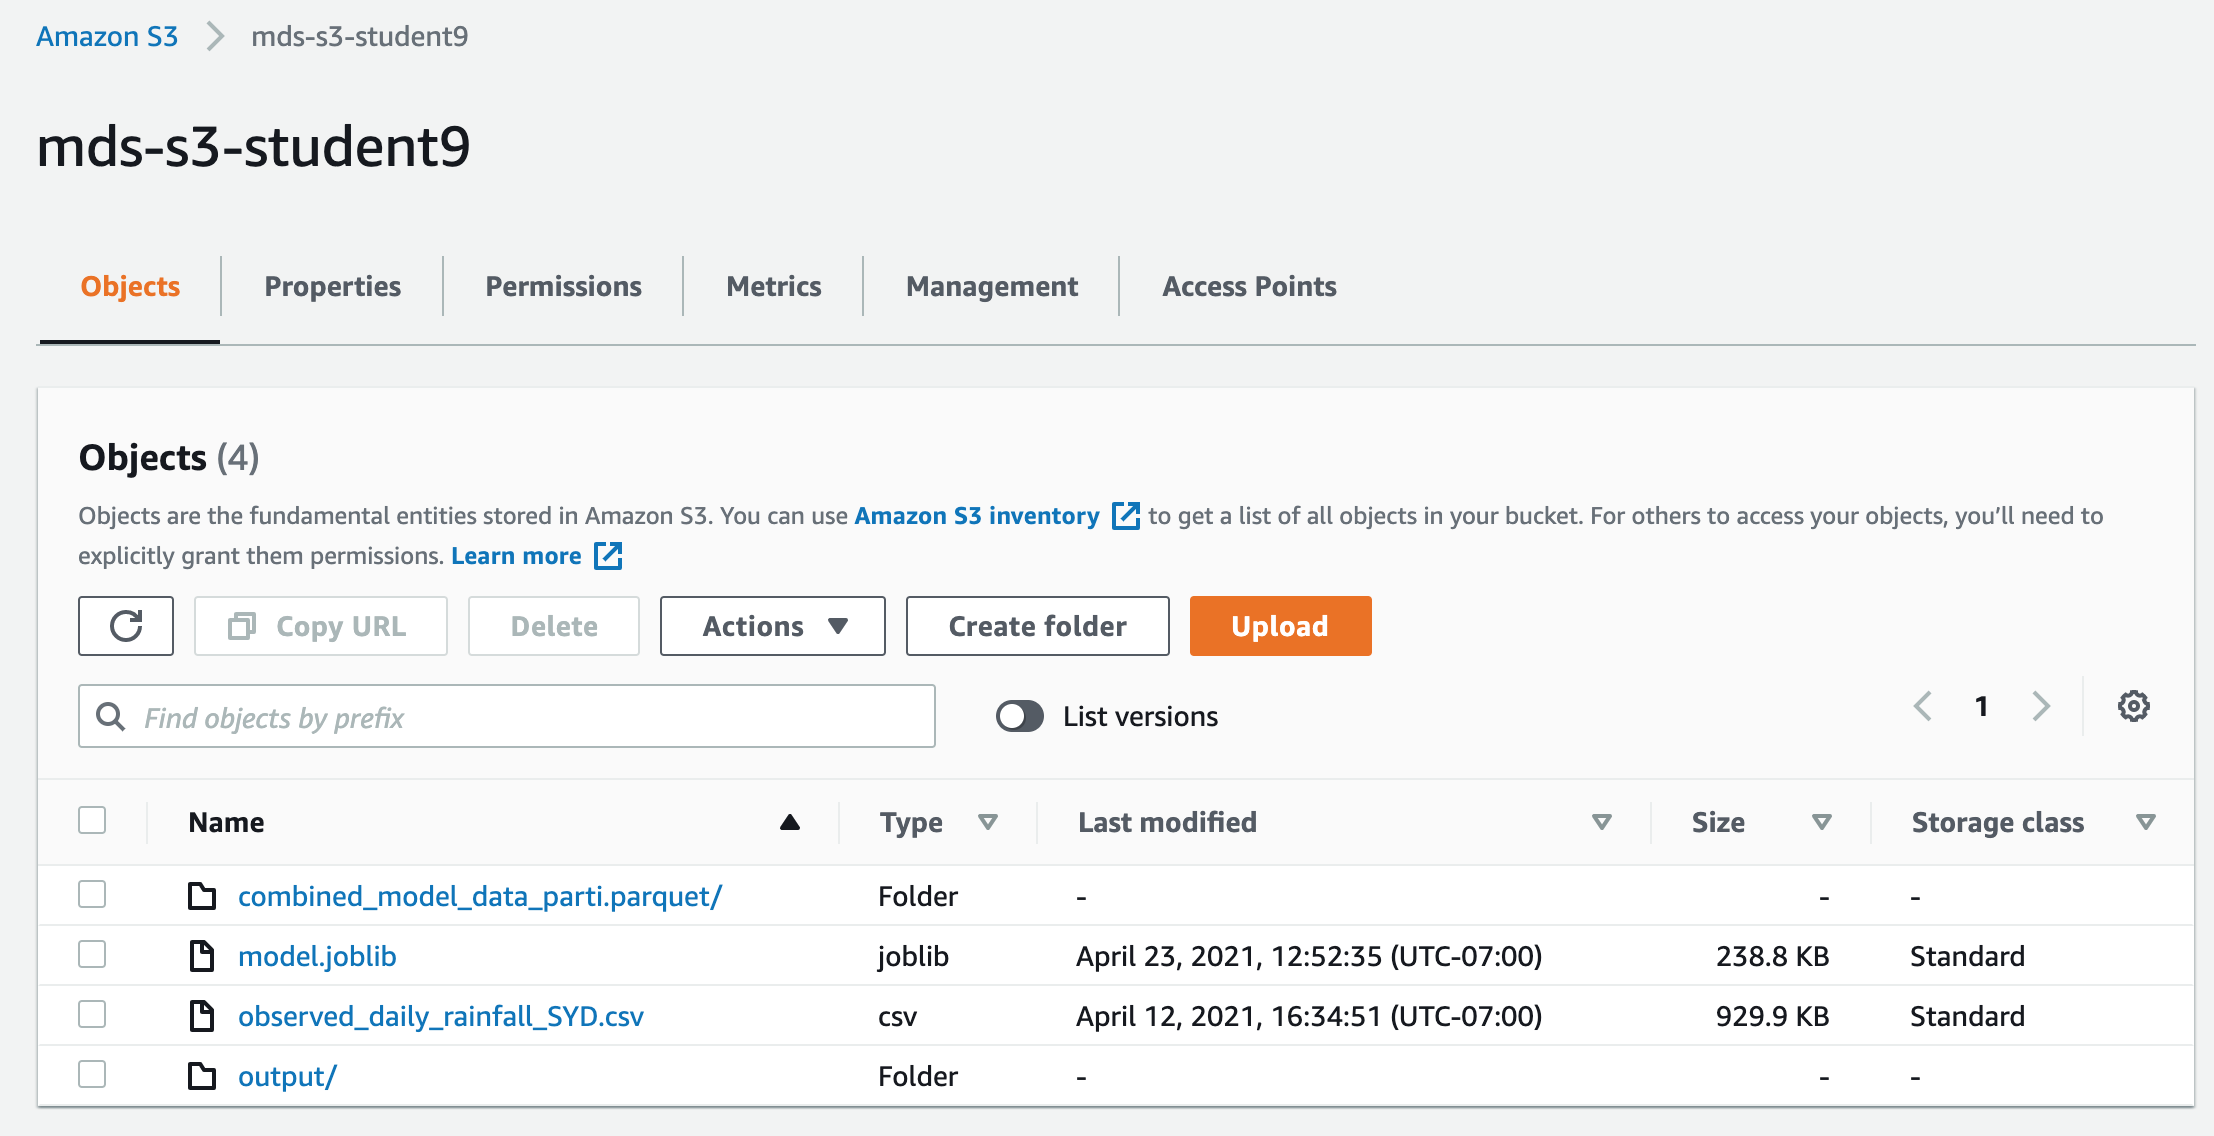 Amazon S3 mds-s3-student9
mds-s3-student9
Objects Properties Permissions Metrics Management Access Points
Objects (4)
Objects are the fundamental entities stored in Amazon S3. You can use Amazon S3 inventory to get a list of all objects in your bucket. For others to access your objects, you’ll need to
explicitly grant them permissions. Learn more
Copy URL Delete Actions Create folder Upload
Find objects by prefix List versions 1
Name Type Last modified Size Storage class
combined_model_data_parti.parquet/ Folder - - -
model.joblib joblib April 23, 2021, 12:52:35 (UTC-07:00) 238.8 KB Standard
observed_daily_rainfall_SYD.csv csv April 12, 2021, 16:34:51 (UTC-07:00) 929.9 KB Standard
output/ Folder - - -